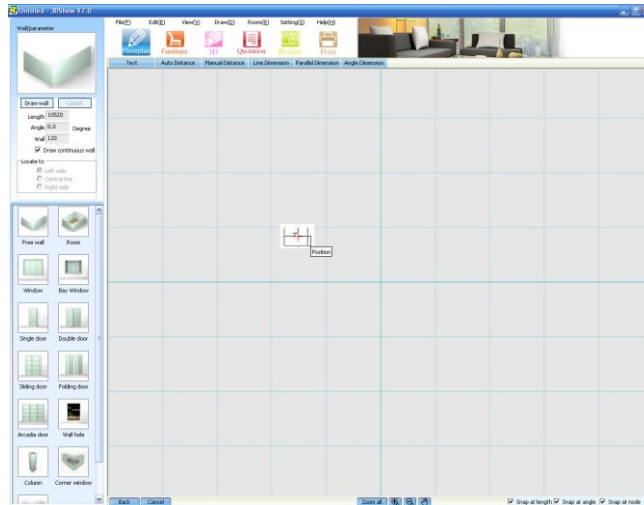 Untitled - 3DShow V7.0
File(F) Edit(E) View(V) Draw(D) Room(R) Setting(S) Help(H)
Wall/parameter
Floorplan Furniture 3D Quotation Render Print
Text Auto Distance Manual Distance Line Dimension Parallel Dimension Angle Dimension
Draw wall Cancel
Length 10520
Angle 0.0 Degree
Wall 120
Draw continuous wall
Locate to
Left side
Central line
Right side
Free wall Room
Position
Window Bay Window
Single door Double door
Sliding door Folding door
Arcadia door Wall hole
Column Corner window
Back Cancel Zoom all Snap at length Snap at angle Snap at node